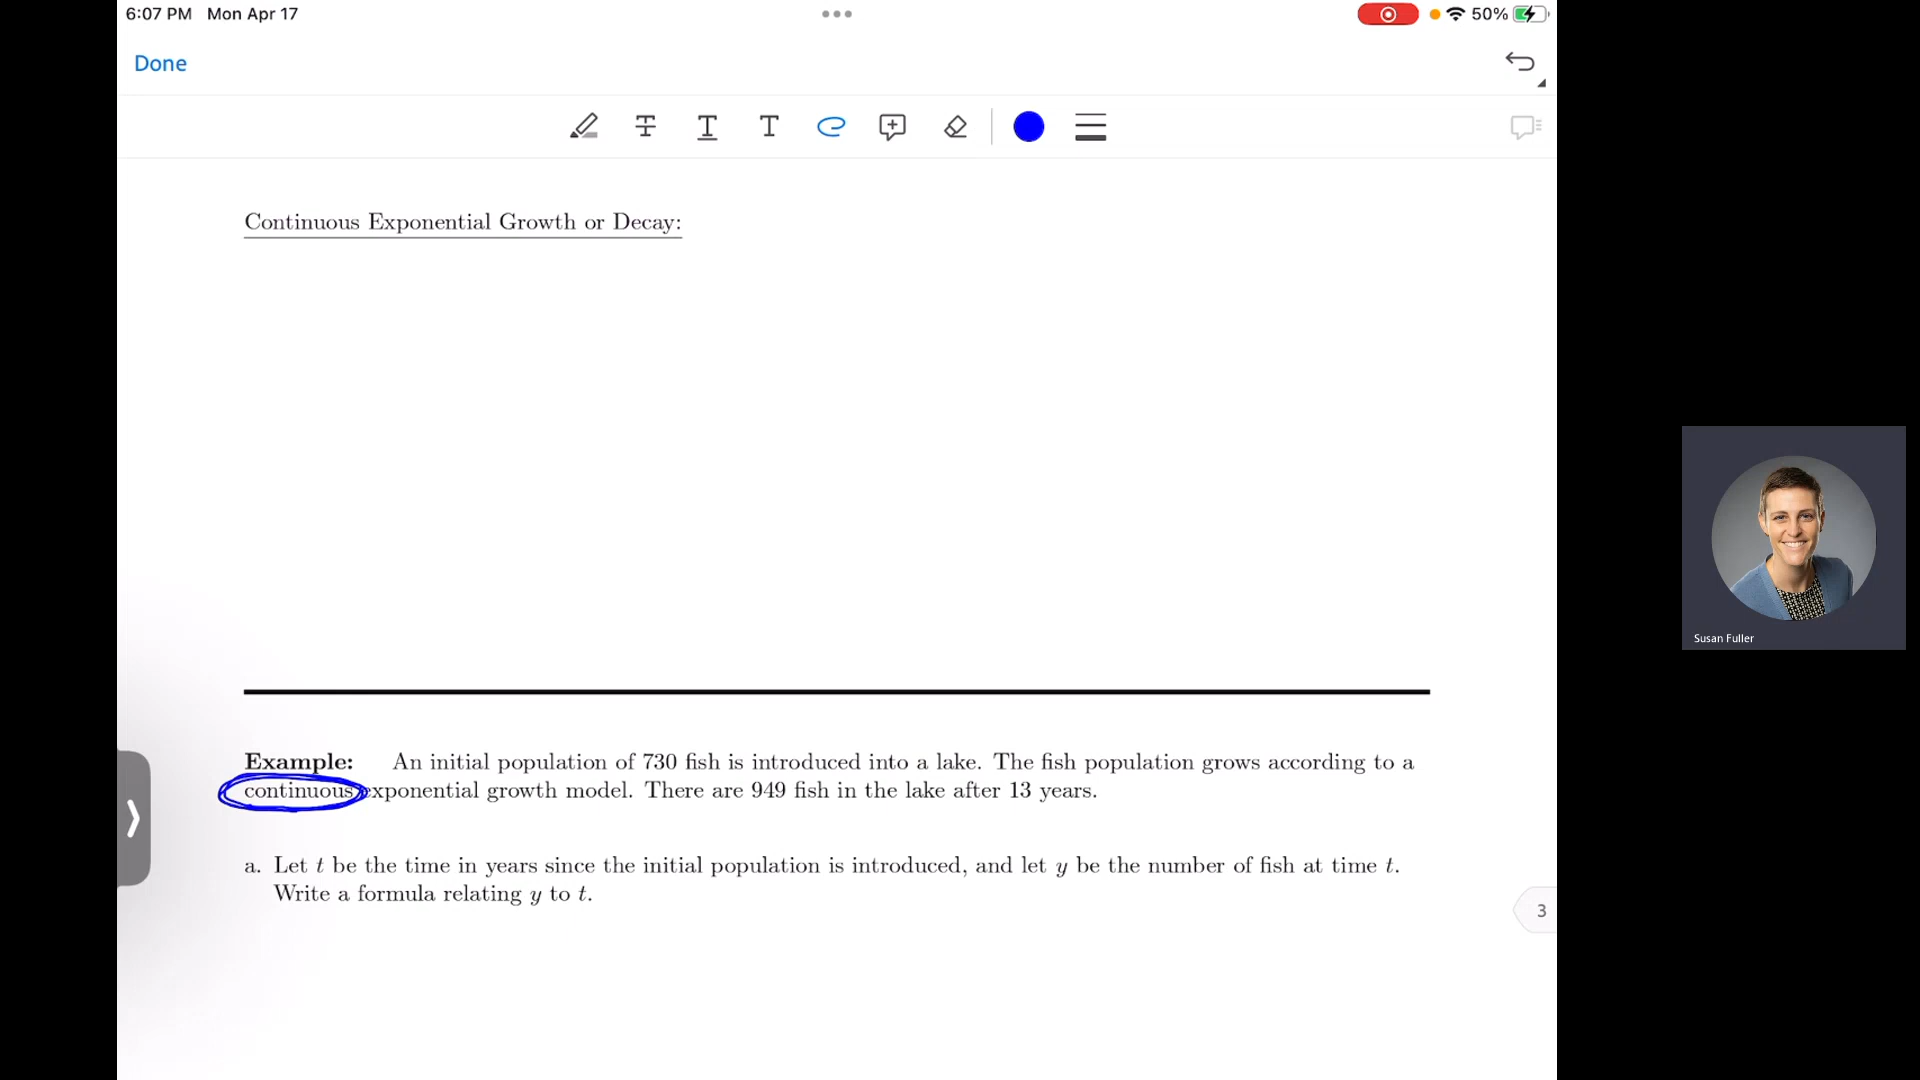 6:07 PM Mon Apr 17
50%
Done
T T T
Continuous Exponential Growth or Decay:
Example: An initial population of 730 fish is introduced into a lake. The fish population grows according to a
continuous exponential growth model. There are 949 fish in the lake after 13 years.
a. Let t be the time in years since the initial population is introduced, and let y be the number of fish at time t.
Write a formula relating y to t.
3
Susan Fuller